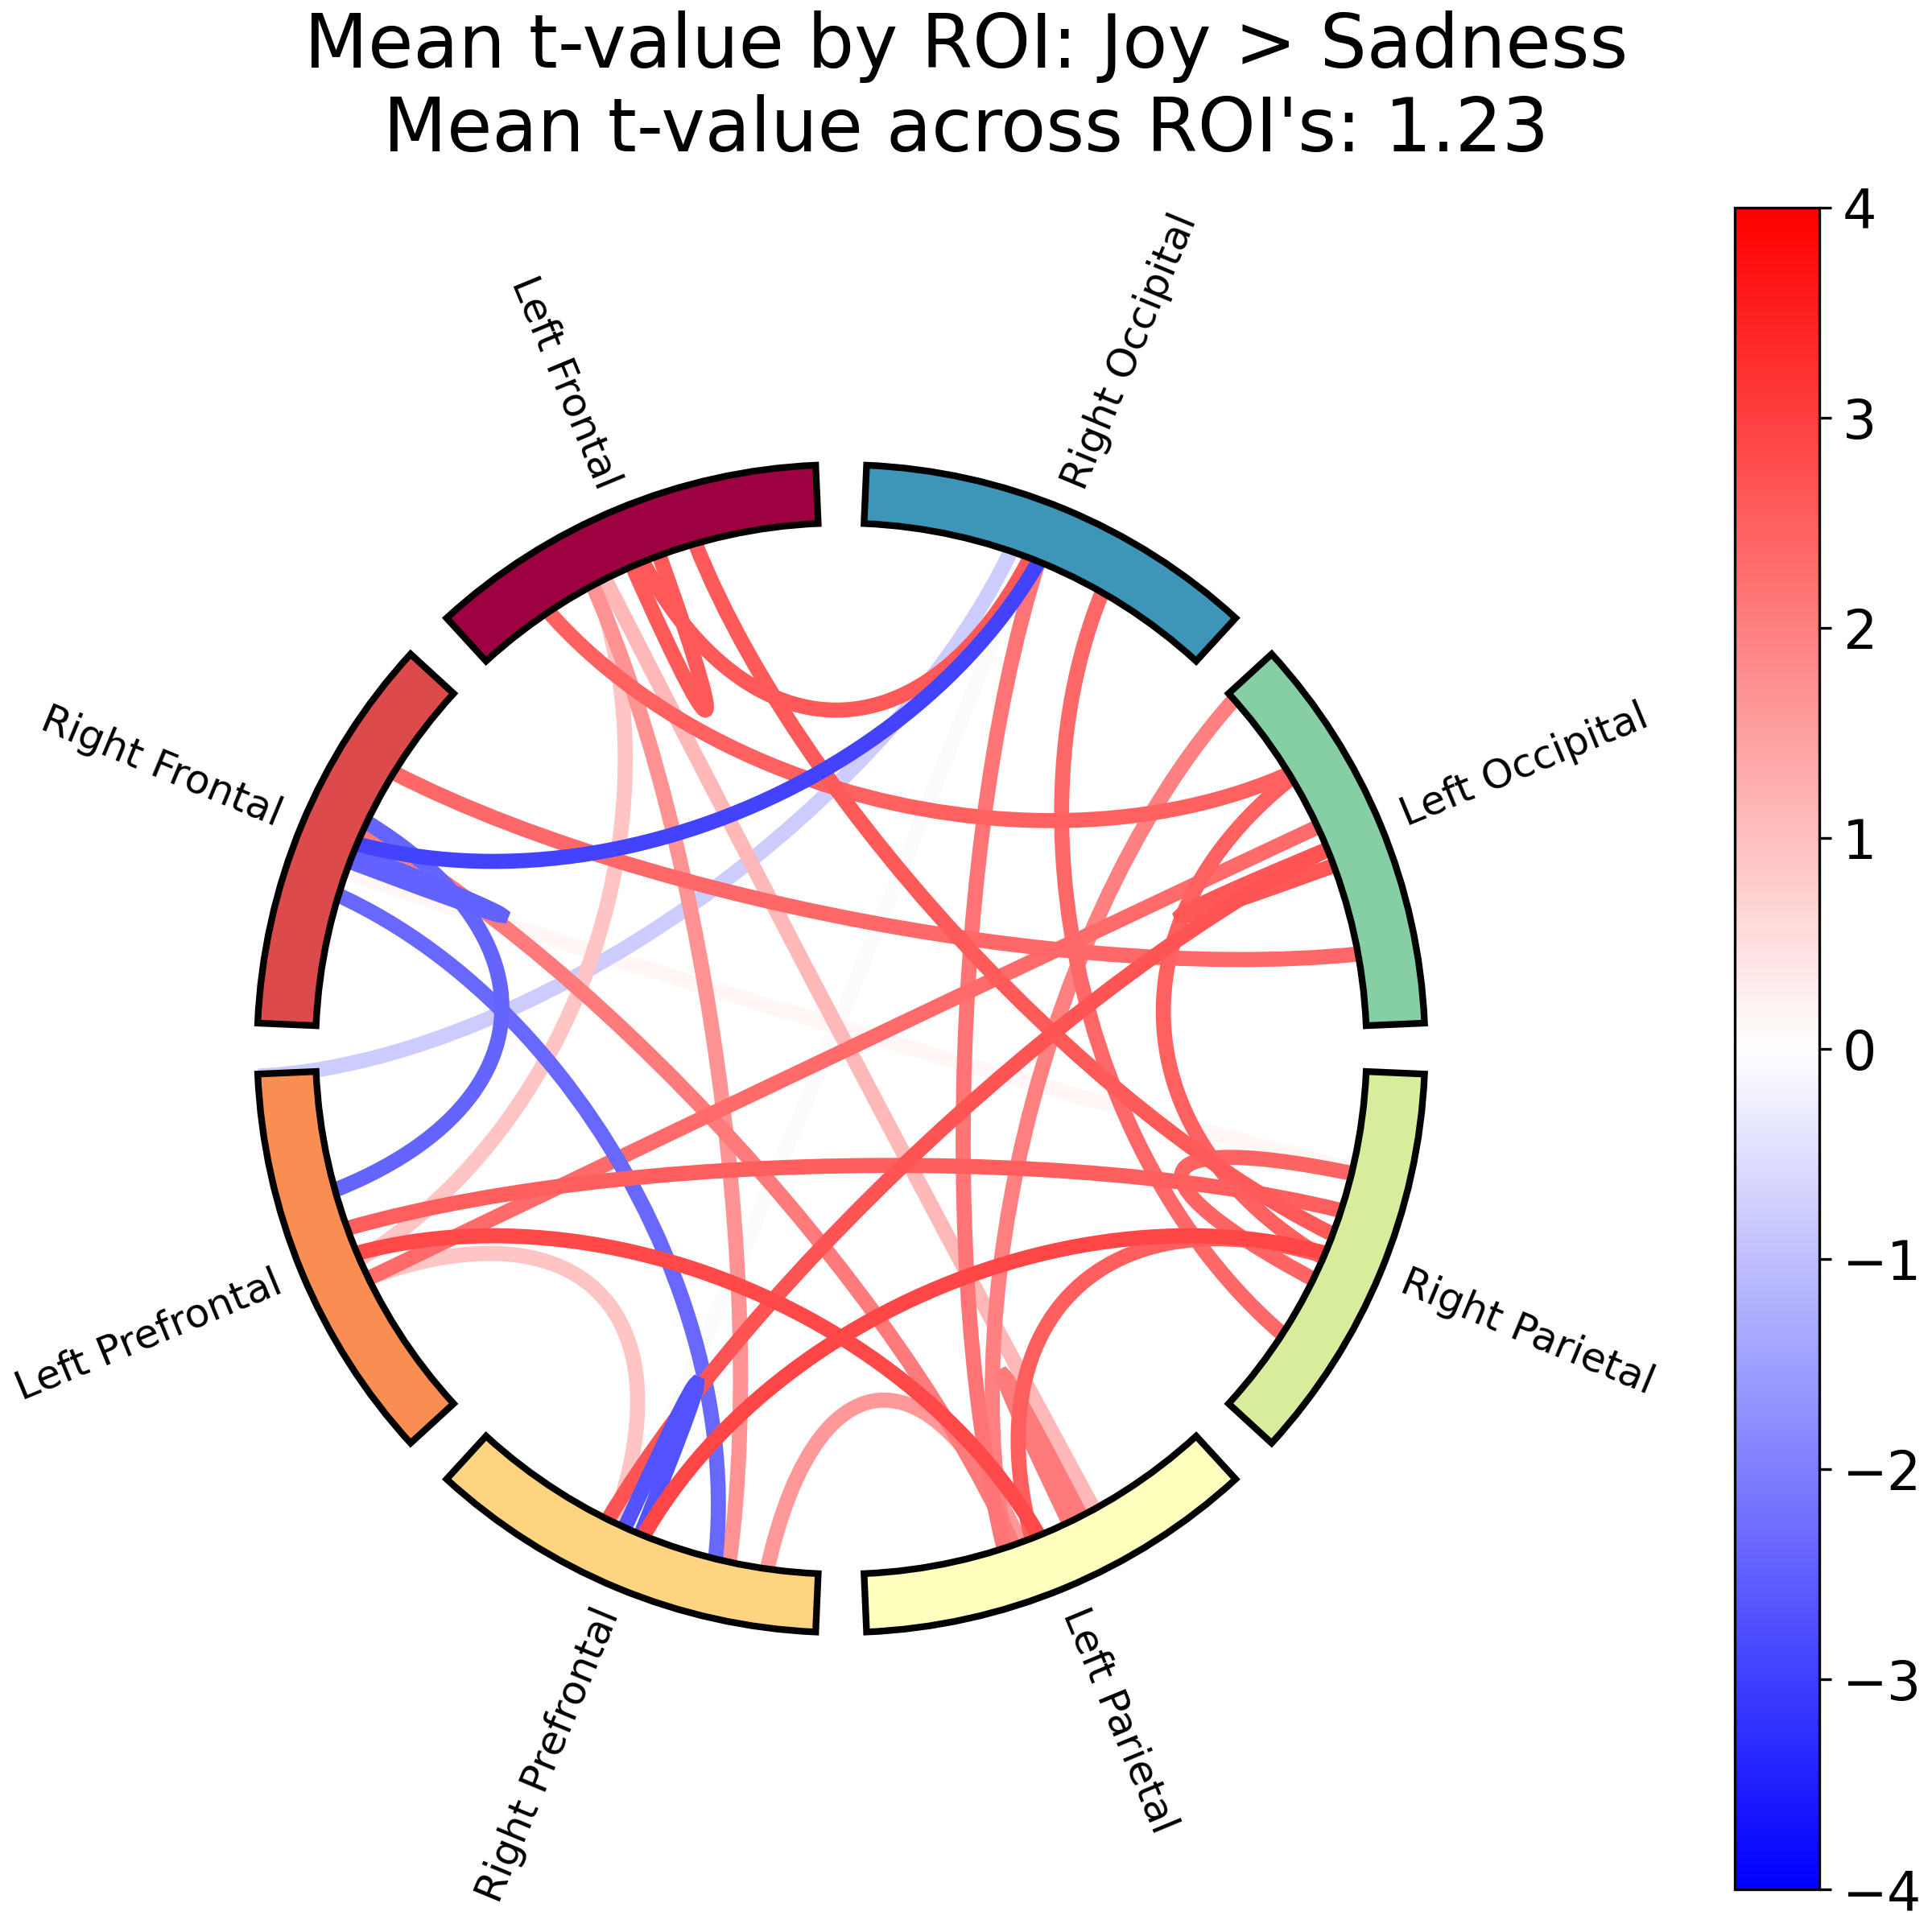 Mean t-value by ROI: Joy > Sadness
Mean t-value across ROI's: 1.23
Left Frontal
Right Occipital
Right Frontal
Left Occipital
Left Prefrontal
Right Parietal
Right Prefrontal
Left Parietal
4
3
2
1
0
−1
−2
−3
−4